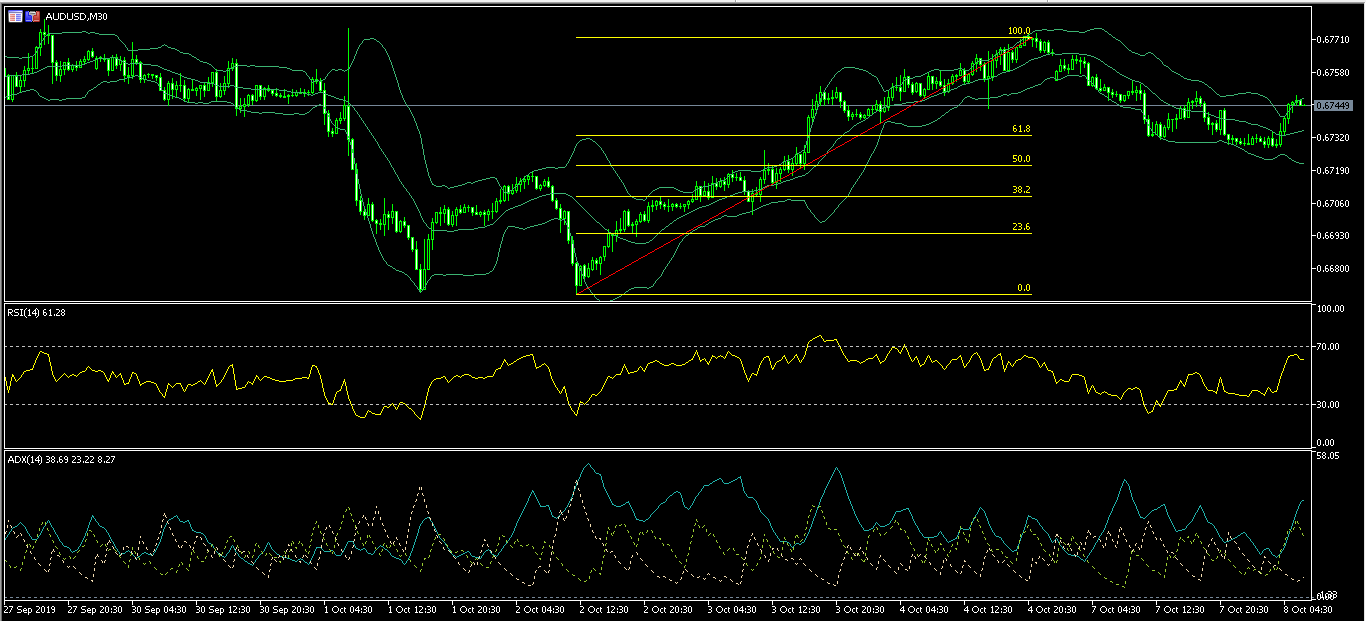 AUDUSD,M30
100.0
61.8
50.0
38.2
23.6
0.0
0.67710
0.67580
0.67449
0.67320
0.67190
0.67060
0.66930
0.66800
RSI(14) 61.28
100.00
70.00
30.00
0.00
ADX(14) 38.69 23.22 8.27
58.05
27 Sep 2019
27 Sep 20:30
30 Sep 04:30
30 Sep 12:30
30 Sep 20:30
1 Oct 04:30
1 Oct 12:30
1 Oct 20:30
2 Oct 04:30
2 Oct 12:30
2 Oct 20:30
3 Oct 04:30
3 Oct 12:30
3 Oct 20:30
4 Oct 04:30
4 Oct 12:30
4 Oct 20:30
7 Oct 04:30
7 Oct 12:30
7 Oct 20:30
8 Oct 04:30